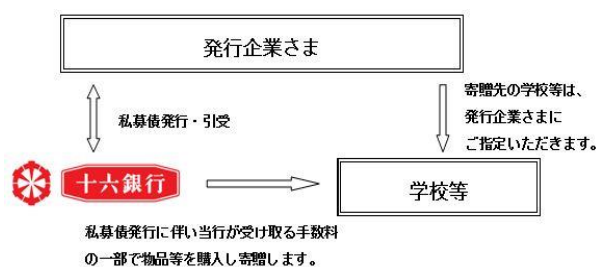 発行企業さま
私募債発行・引受
寄贈先の学校等は、
発行企業さまに
ご指定いただきます。
十六銀行
学校等
私募債発行に伴い当行が受け取る手数料
の一部で物品等を購入し寄贈します。